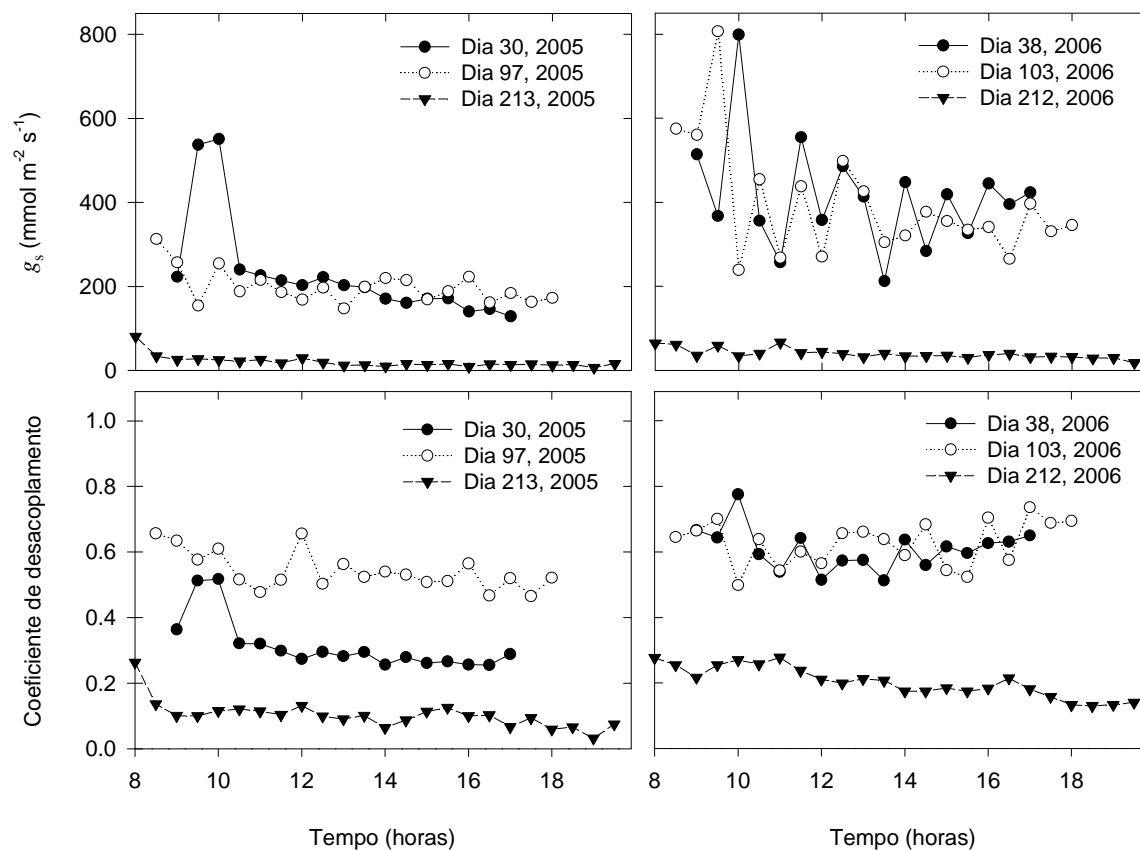 800
600
400
200
0
g_s (mmol m⁻² s⁻¹)
Dia 30, 2005
Dia 97, 2005
Dia 213, 2005
Dia 38, 2006
Dia 103, 2006
Dia 212, 2006
1.0
0.8
0.6
0.4
0.2
0.0
Coeficiente de desacoplamento
Dia 30, 2005
Dia 97, 2005
Dia 213, 2005
Dia 38, 2006
Dia 103, 2006
Dia 212, 2006
8 10 12 14 16 18
8 10 12 14 16 18
Tempo (horas)
Tempo (horas)